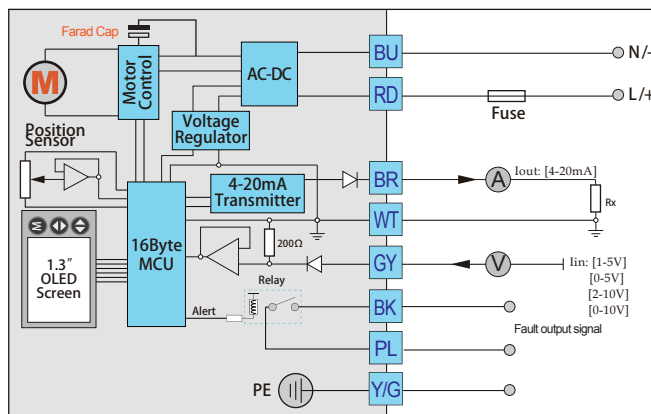 Farad Cap
M
Motor
Control
AC-DC
BU
N/-
RD
L/+
Fuse
Voltage
Regulator
Position
Sensor
4-20mA
Transmitter
BR
A
Iout: [4-20mA]
Rx
WT
M
1.3″
OLED
Screen
16Byte
MCU
200Ω
GY
V
Iin: [1-5V]
[0-5V]
[2-10V]
[0-10V]
Relay
Alert
BK
Fault output signal
PL
PE
Y/G